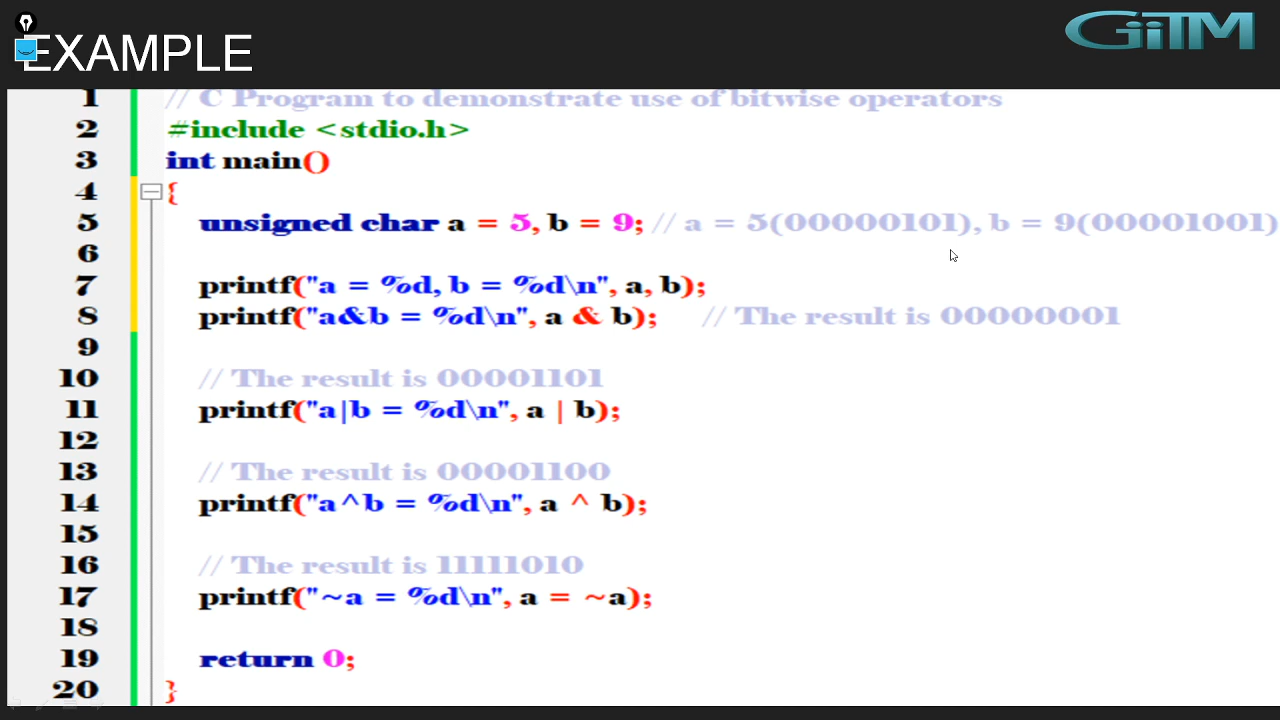 EXAMPLE
GiiTM
1 // C Program to demonstrate use of bitwise operators
2 #include <stdio.h>
3 int main()
4 {
5 unsigned char a = 5, b = 9; // a = 5(00000101), b = 9(00001001)
6
7 printf("a = %d, b = %d\n", a, b);
8 printf("a&b = %d\n", a & b); // The result is 00000001
9
10 // The result is 00001101
11 printf("a|b = %d\n", a | b);
12
13 // The result is 00001100
14 printf("a^b = %d\n", a ^ b);
15
16 // The result is 11111010
17 printf("~a = %d\n", a = ~a);
18
19 return 0;
20 }